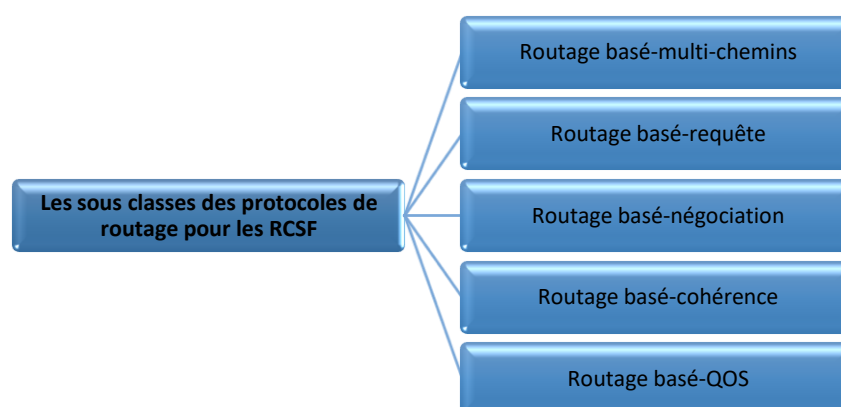 Routage basé-multi-chemins
Routage basé-requête
Les sous classes des protocoles de
routage pour les RCSF
Routage basé-négociation
Routage basé-cohérence
Routage basé-QOS